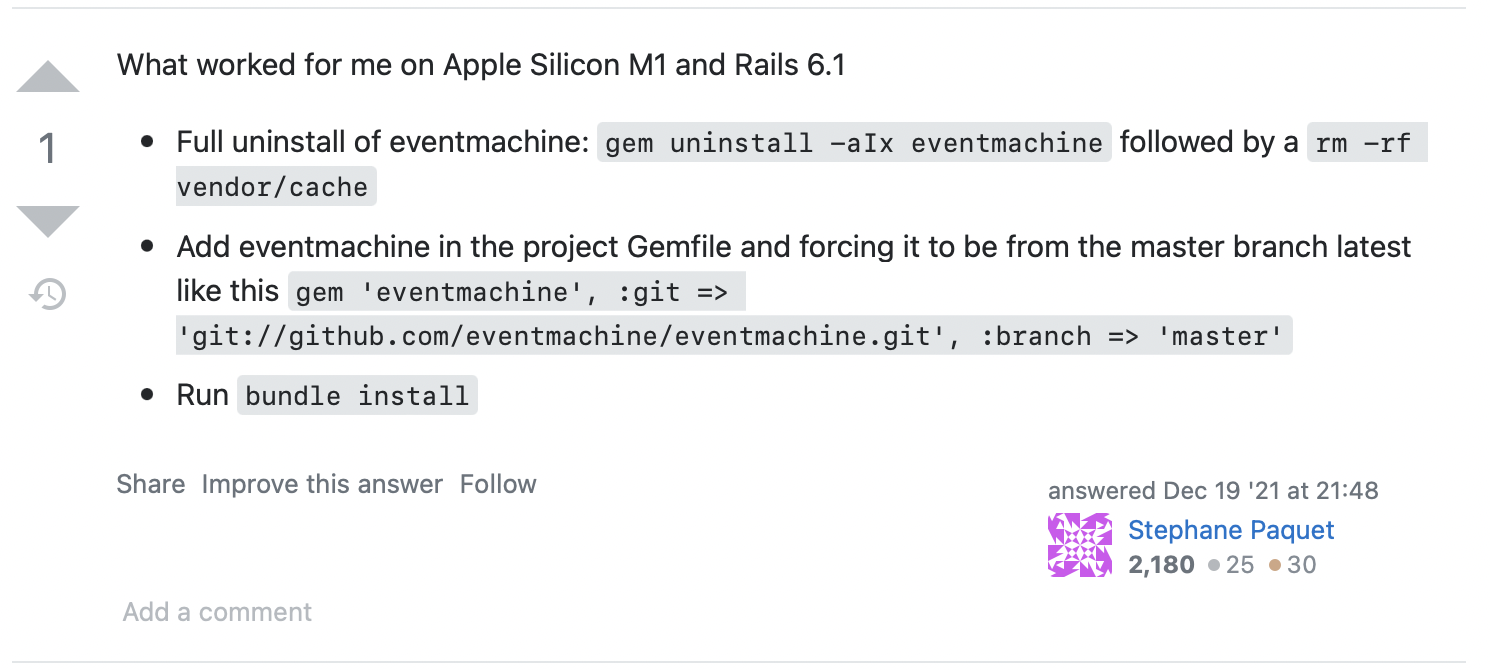 What worked for me on Apple Silicon M1 and Rails 6.1
1
• Full uninstall of eventmachine: gem uninstall -aIx eventmachine followed by a rm -rf
vendor/cache
• Add eventmachine in the project Gemfile and forcing it to be from the master branch latest
like this gem 'eventmachine', :git =>
'git://github.com/eventmachine/eventmachine.git', :branch => 'master'
• Run bundle install
Share Improve this answer Follow
answered Dec 19 '21 at 21:48
Stephane Paquet
2,180 ● 25 ● 30
Add a comment